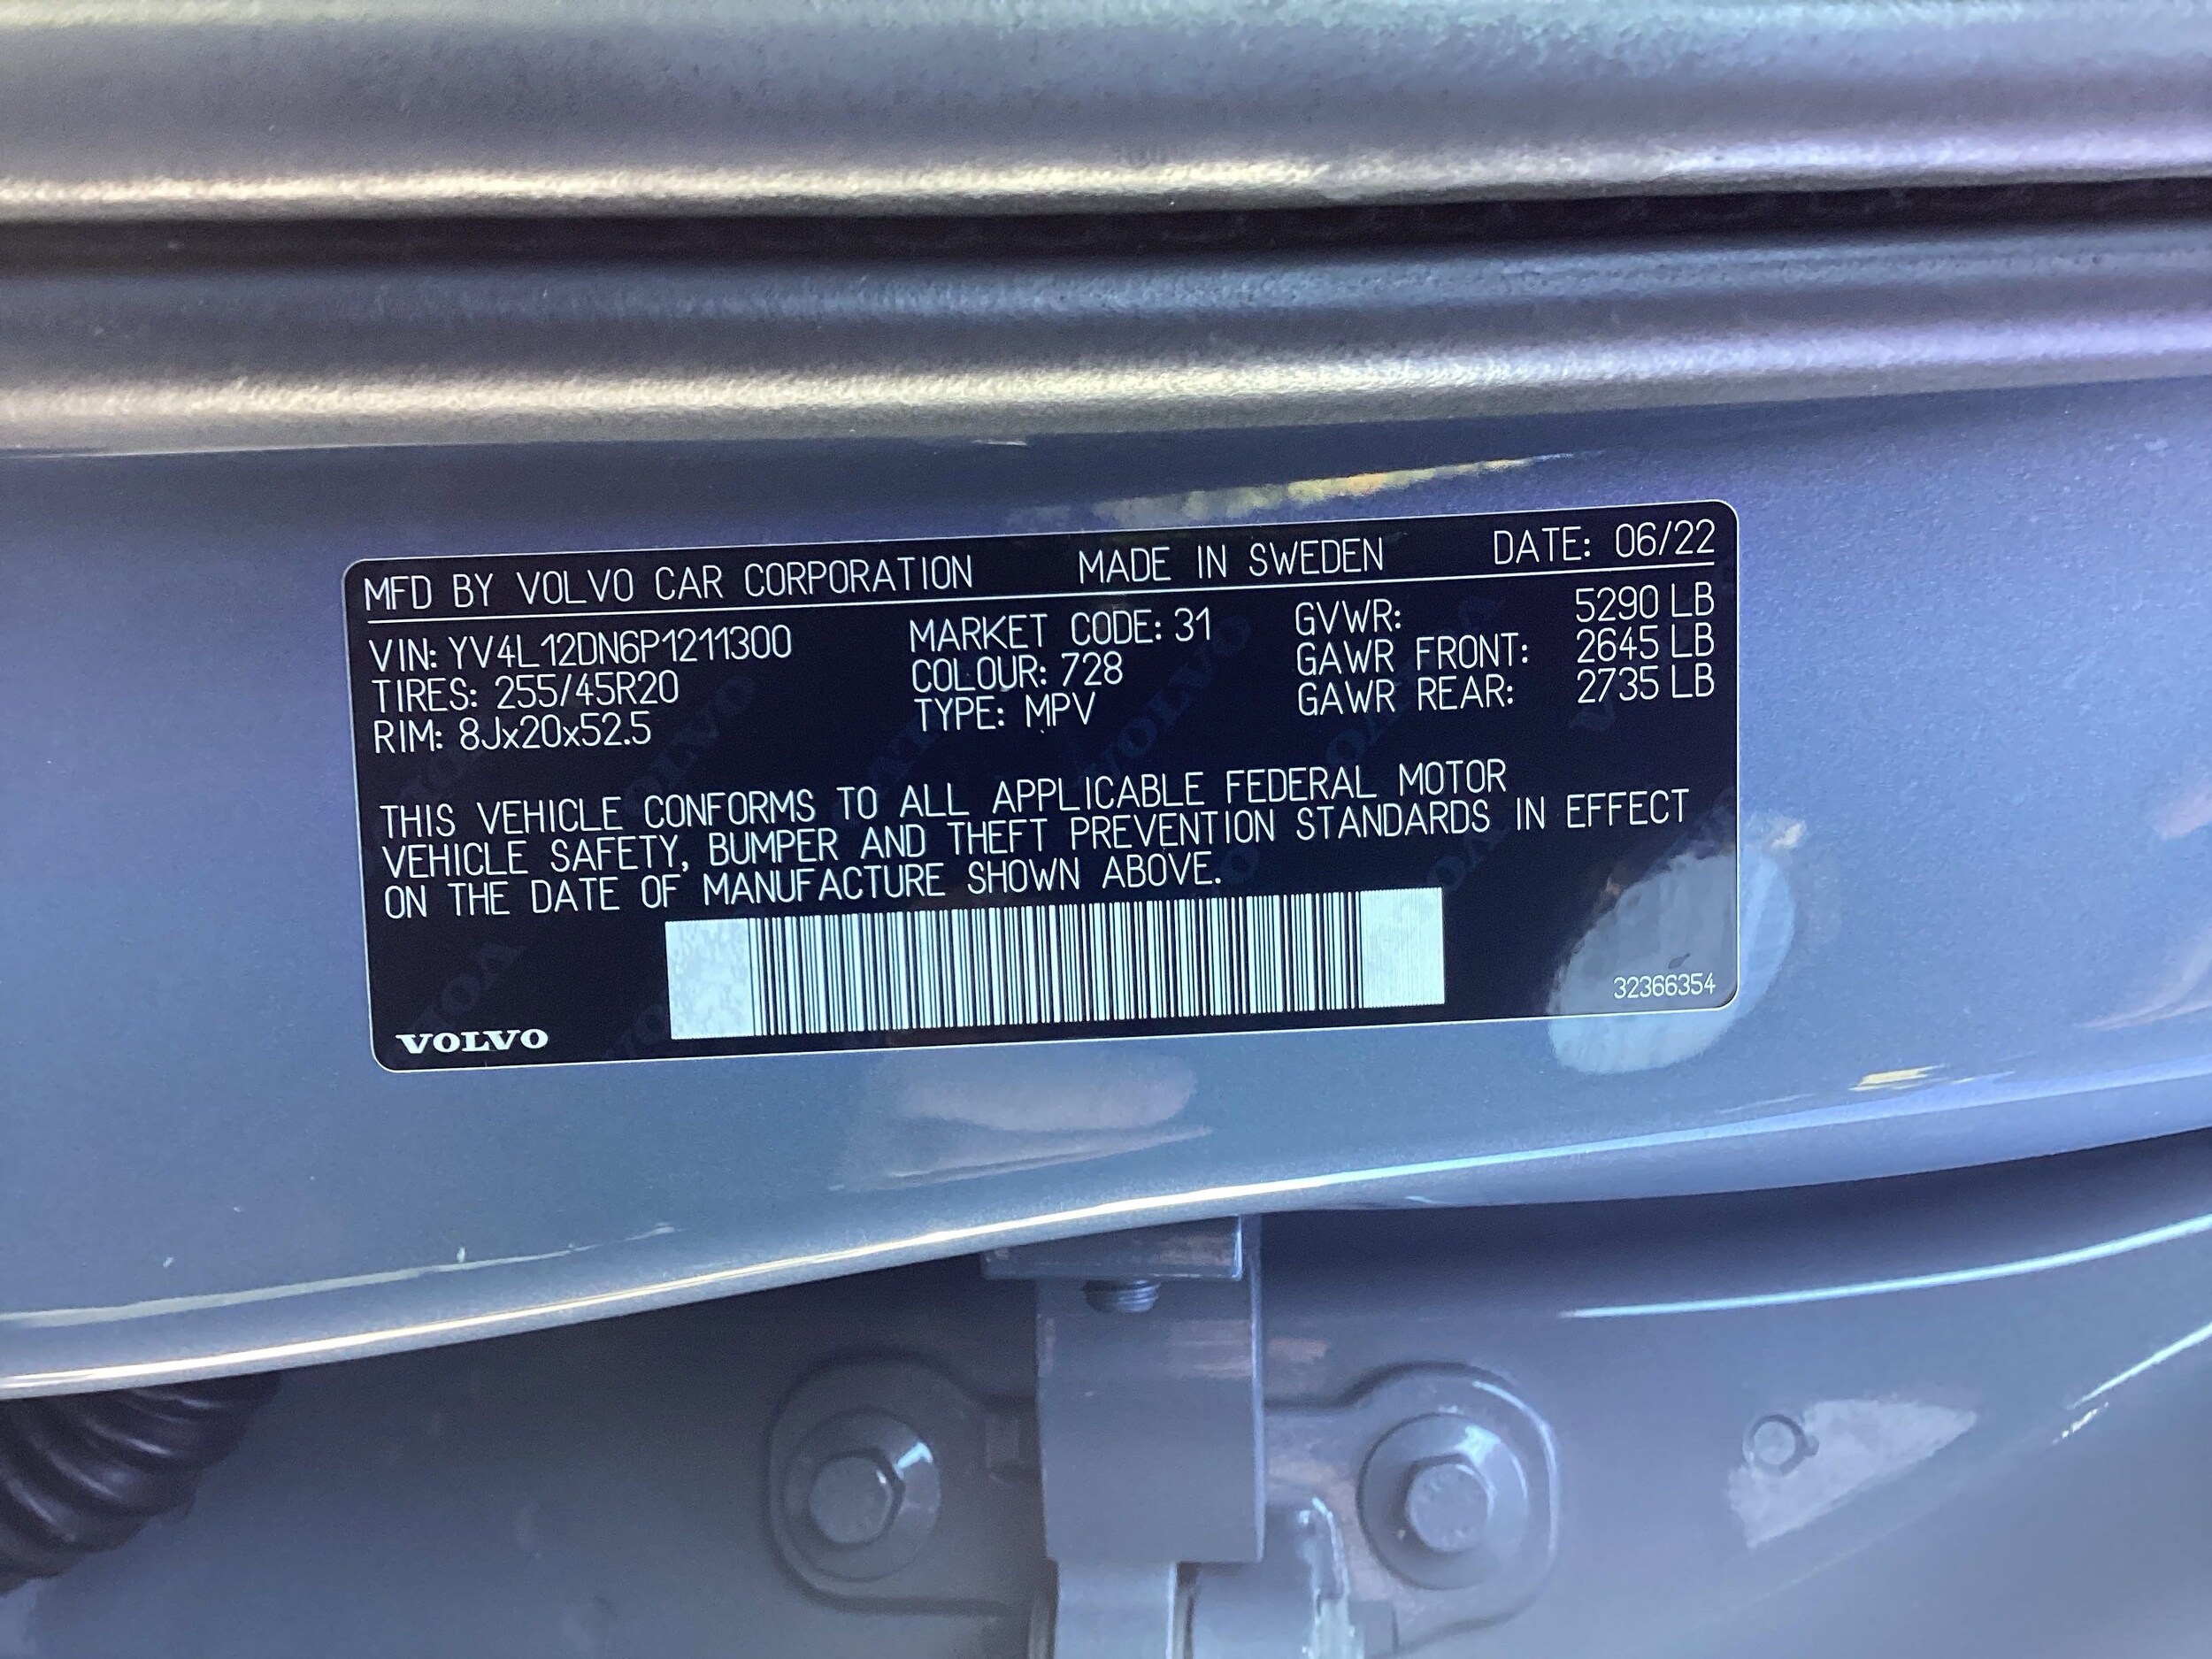 MFD BY VOLVO CAR CORPORATION MADE IN SWEDEN DATE: 06/22
VIN: YV4L12DN6P1211300 MARKET CODE: 31 GVWR: 5290 LB
TIRES: 255/45R20 COLOUR: 728 GAWR FRONT: 2645 LB
RIM: 8Jx20x52.5 TYPE: MPV GAWR REAR: 2735 LB
THIS VEHICLE CONFORMS TO ALL APPLICABLE FEDERAL MOTOR
VEHICLE SAFETY, BUMPER AND THEFT PREVENTION STANDARDS IN EFFECT
ON THE DATE OF MANUFACTURE SHOWN ABOVE.
32366354
VOLVO